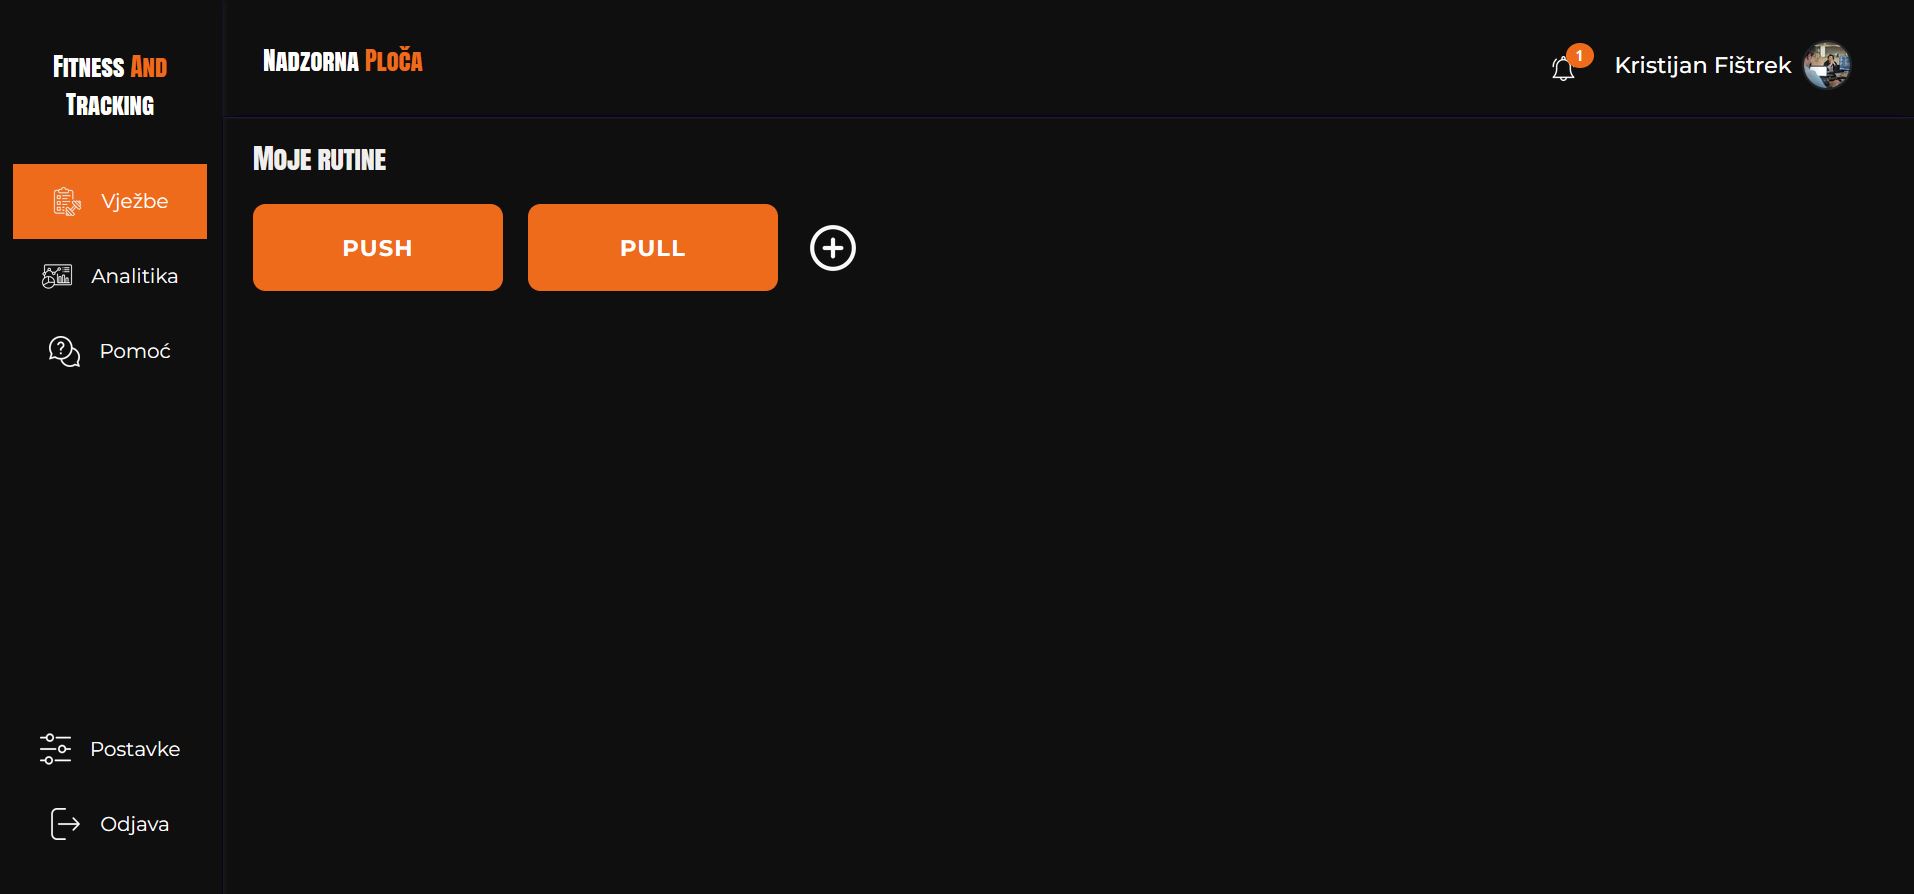 Fitness And
Tracking
Nadzorna Ploča
1
Kristijan Fištrek
Vježbe
Analitika
Pomoć
Postavke
Odjava
Moje rutine
PUSH
PULL